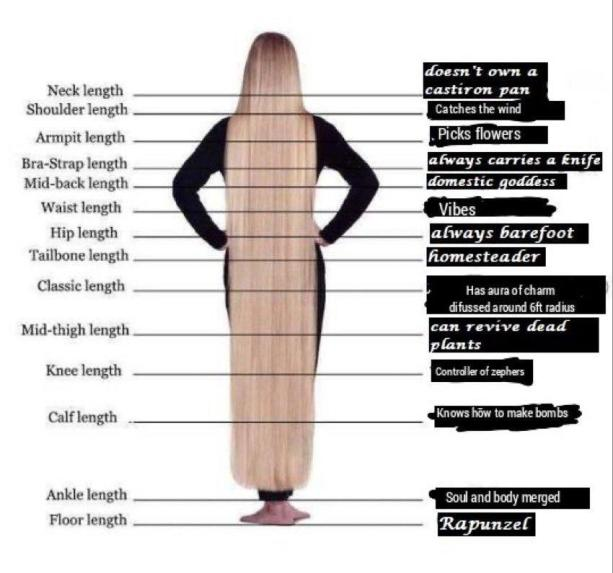 Neck length
doesn't own a
castiron pan
Shoulder length
Catches the wind
Armpit length
. Picks flowers
Bra-Strap length
always carries a knife
Mid-back length
domestic goddess
Waist length
Vibes
Hip length
always barefoot
Tailbone length
homesteader
Classic length
Has aura of charm
difussed around 6ft radius
Mid-thigh length
can revive dead
plants
Knee length
Controller of zephers
Calf length
Knows how to make bombs
Ankle length
Soul and body merged
Floor length
Rapunzel